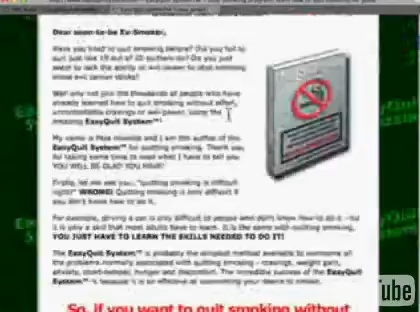 Dear soon-to-be Ex-Smoker,
Have you tried to quit smoking before? Did you fail to
quit just like 19 out of 20 quitters do? Do you just
seem to lack the ability or will power to stop smoking
those evil cancer sticks?
Well why not join the thousands of people who have
already learned how to quit smoking without effort,
uncontrollable cravings or will power, using the
amazing EasyQuit System™!
My name is Pete and I am the author of the
EasyQuit System™ for quitting smoking. Thank you
for taking some time to read what I have to tell you
YOU WILL BE GLAD YOU HAVE!
Firstly, let me ask you, "quitting smoking is difficult
right?" WRONG! Quitting smoking is only difficult if
you don't know how to do it.
For example, driving a car is only difficult to people who don't know how to do it - but
it is only a skill that most adults have to learn. It is the same with quitting smoking,
YOU JUST HAVE TO LEARN THE SKILLS NEEDED TO DO IT!
The EasyQuit System™ is probably the simplest method available to overcome all
the problems normally associated with quitting smoking - cravings, weight gain,
anxiety, short-temper, hunger and depression. The incredible success of the EasyQuit
System™ is because it is so effective at your desire to smoke.
So, if you want to quit smoking without
Tube